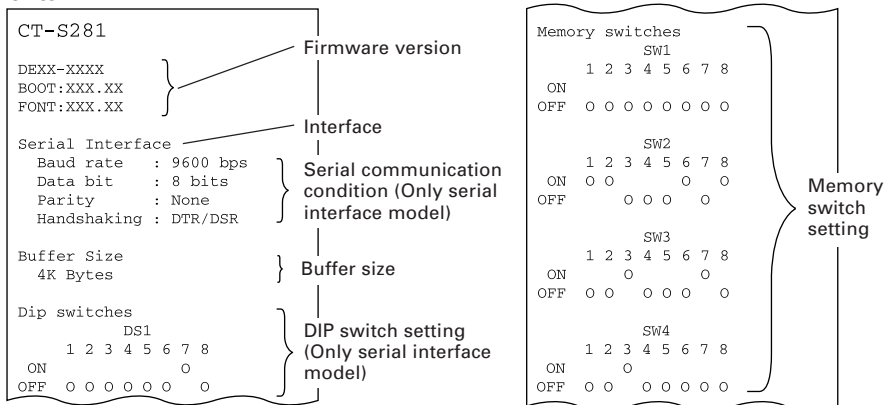 CT-S281
Firmware version
DEXX-XXXX
BOOT:XXX.XX
FONT:XXX.XX
Interface
Serial Interface
Baud rate : 9600 bps
Data bit : 8 bits
Parity : None
Handshaking : DTR/DSR
Serial communication
condition (Only serial
interface model)
Buffer Size
4K Bytes
Buffer size
Dip switches
DS1
1 2 3 4 5 6 7 8
ON O
OFF O O O O O O O
DIP switch setting
(Only serial interface
model)
Memory switches
SW1
1 2 3 4 5 6 7 8
ON
OFF O O O O O O O O
SW2
1 2 3 4 5 6 7 8
ON O O O O
OFF O O O O
SW3
1 2 3 4 5 6 7 8
ON O O
OFF O O O O O O
SW4
1 2 3 4 5 6 7 8
ON O
OFF O O O O O O O
Memory
switch
setting